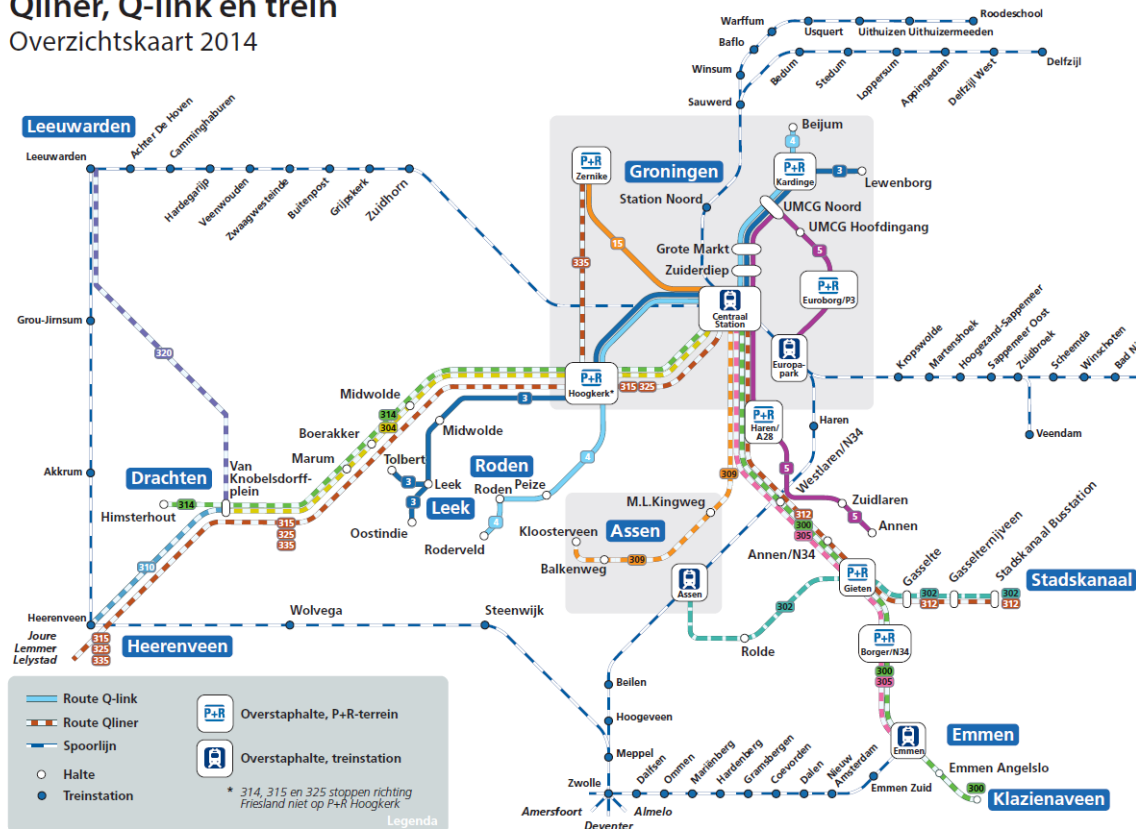 Qliner, Q-link en trein
Overzichtskaart 2014
Roodeschool
Warffum
Usquert
Uithuizen
Uithuizermeeden
Baflo
Winsum
Bedum
Stedum
Loppersum
Appingedam
Delfzijl West
Delfzijl
Sauwerd
Leeuwarden
Achter De Hoven
Camminghaburen
Leeuwarden
Hardegarijp
Veenwouden
Zwaagwesteinde
Buitenpost
Grijpskerk
Zuidhorn
Beijum
4
P+R
Zernike
Groningen
P+R
Kardinge
3
Lewenborg
Station Noord
UMCG Noord
UMCG Hoofdingang
15
5
335
Grote Markt
Zuiderdiep
P+R
Euroborg/P3
Centraal
Station
Europa-
park
Grou-Jirnsum
320
Kropswolde
Martenshoek
Hoogezand-Sappemeer
Sappemeer Oost
Zuidbroek
Scheemda
Winschoten
Veendam
P+R
Hoogkerk*
315
325
Midwolde
314
304
3
Midwolde
P+R
Haren/
A28
Haren
Boerakker
Marum
Tolbert
3
Leek
3
Leek
Oostindie
Roden
Roden
Peize
4
4
Roderveld
Akkrum
Drachten
Van
Knobelsdorff-
plein
314
Himsterhout
315
325
335
310
309
Westlaren/N34
5
Zuidlaren
5
Annen
M.L.Kingweg
Assen
Kloosterveen
309
Balkenweg
312
300
305
Annen/N34
Assen
P+R
Gieten
Gasselte
Gasselternijveen
Stadskanaal Busstation
302
312
302
312
Stadskanaal
302
Rolde
P+R
Borger/N34
300
305
Heerenveen
Wolvega
Steenwijk
Joure
Lemmer
Lelystad
315
325
335
Heerenveen
Beilen
Hoogeveen
Meppel
Zwolle
Dalfsen
Ommen
Mariënberg
Hardenberg
Gramsbergen
Coevorden
Dalen
Nieuw
Amsterdam
Emmen Zuid
Emmen
Emmen
Emmen Angelslo
300
Klazienaveen
Amersfoort
Deventer
Almelo
Route Q-link
Route Qliner
Spoorlijn
Halte
Treinstation
P+R
Overstaphalte, P+R-terrein
Overstaphalte, treinstation
* 314, 315 en 325 stoppen richting
Friesland niet op P+R Hoogkerk
Legenda